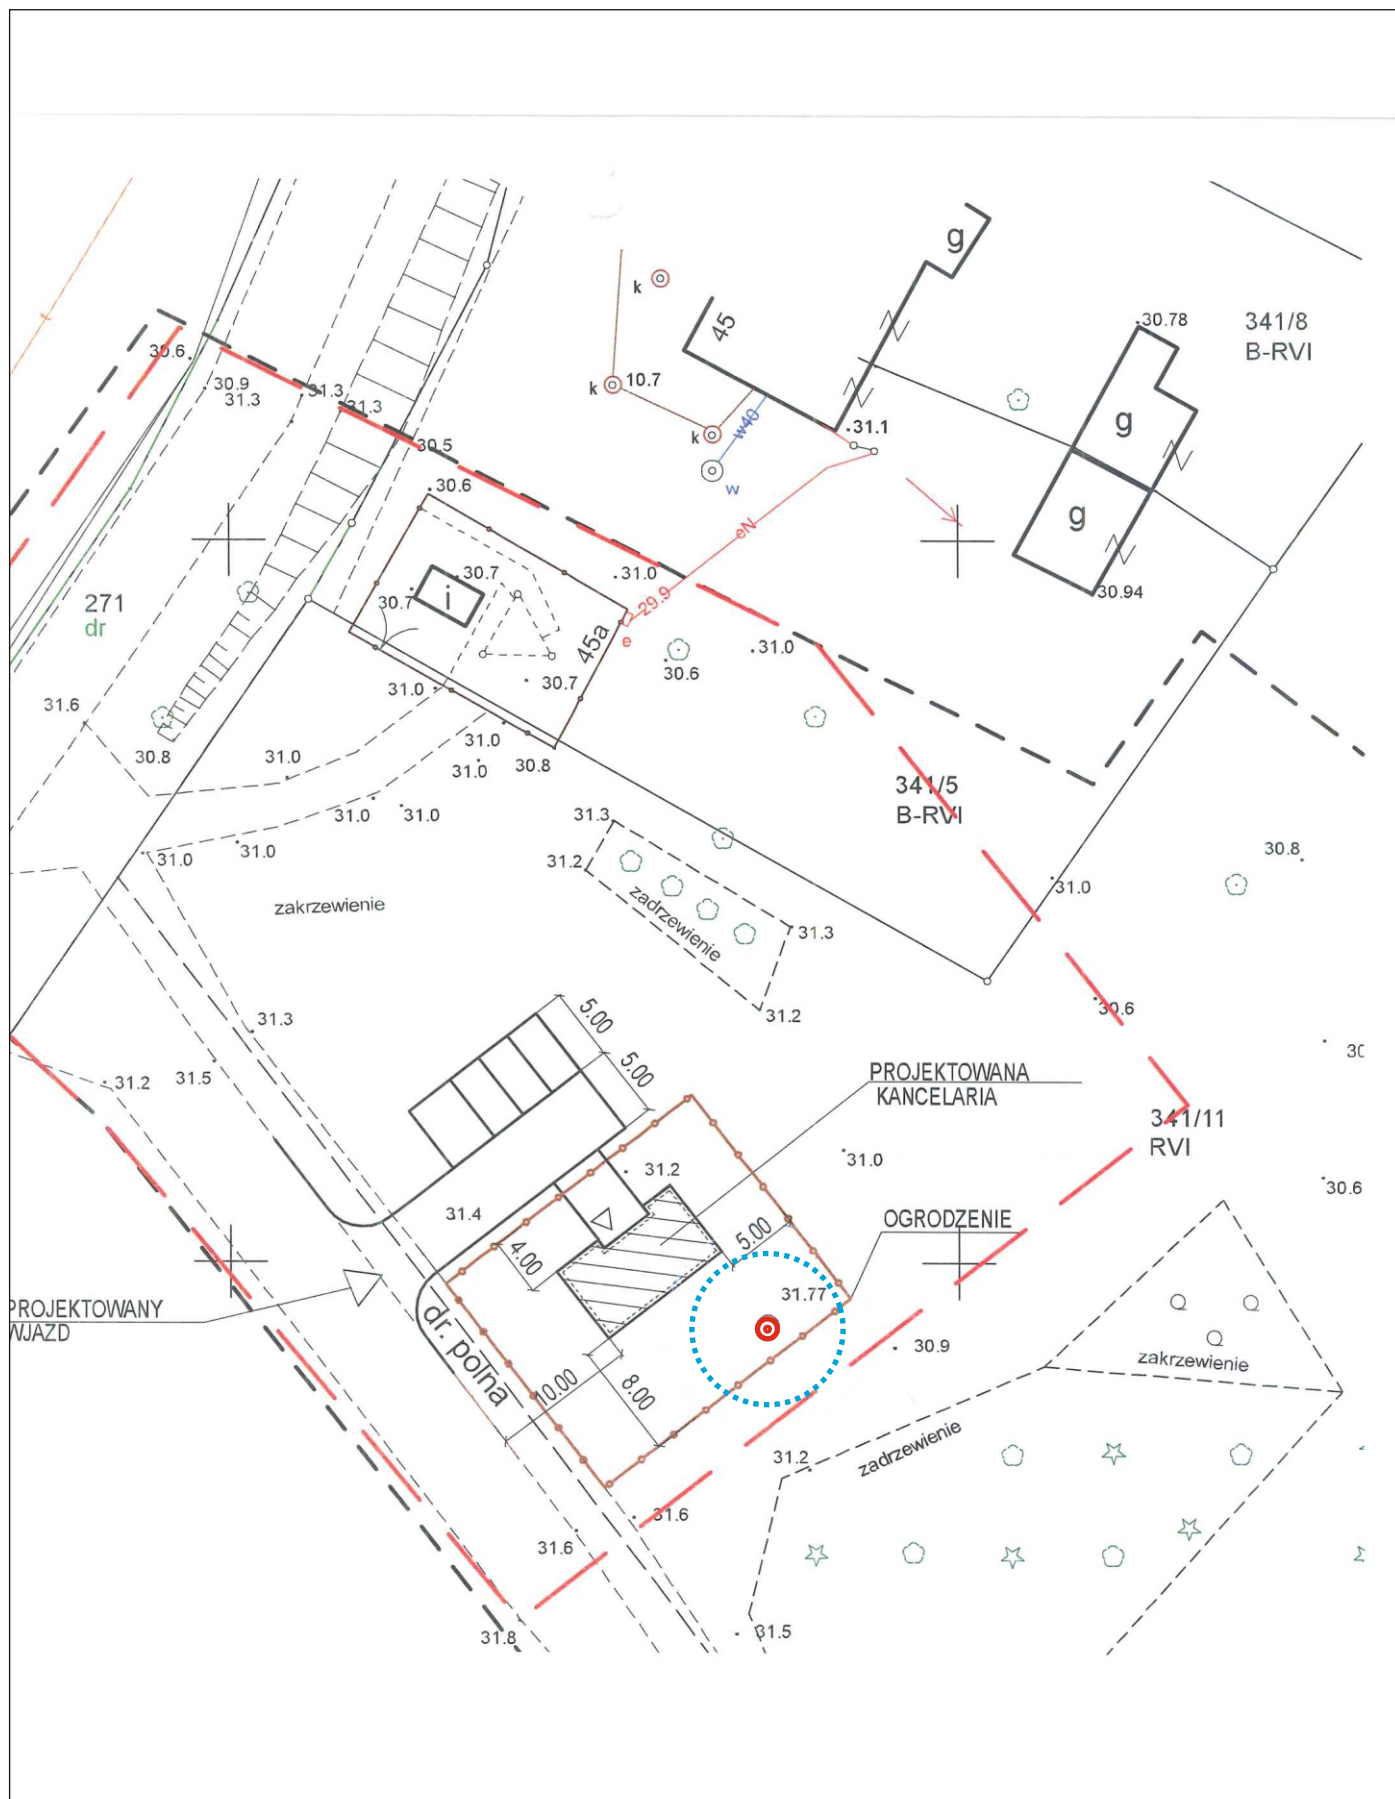 g
k
45
30.78
341/8
B-RVI
30.6
30.9
31.3
31.3
31.3
30.5
k
10.7
k
w40
31.1
g
w
30.6
eN
g
271
dr
30.7
30.7
i
31.0
29.9
e
45a
30.94
31.0
30.6
31.6
31.0
30.7
30.8
31.0
31.0
31.0
30.8
341/5
B-RVI
31.0
31.0
31.3
31.0
31.0
31.2
30.8
31.0
zakrzewienie
zadrzewienie
31.3
31.3
31.2
30.6
5.00
31.2
31.5
5.00
PROJEKTOWANA
KANCELARIA
341/11
RVI
31.2
31.0
30.6
31.4
4.00
5.00
OGRODZENIE
31.77
PROJEKTOWANY
WJAZD
dr. polna
30.9
zakrzewienie
10.00
8.00
31.2
zadrzewienie
31.6
31.6
31.8
31.5